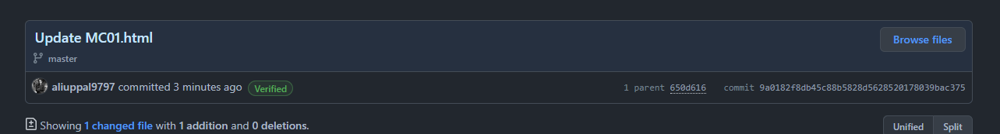 Update MC01.html
Browse files
master
aliuppal9797 committed 3 minutes ago Verified
1 parent 650d616 commit 9a0182f8db45c88b5828d5628520178039bac375
Showing 1 changed file with 1 addition and 0 deletions.
Unified Split